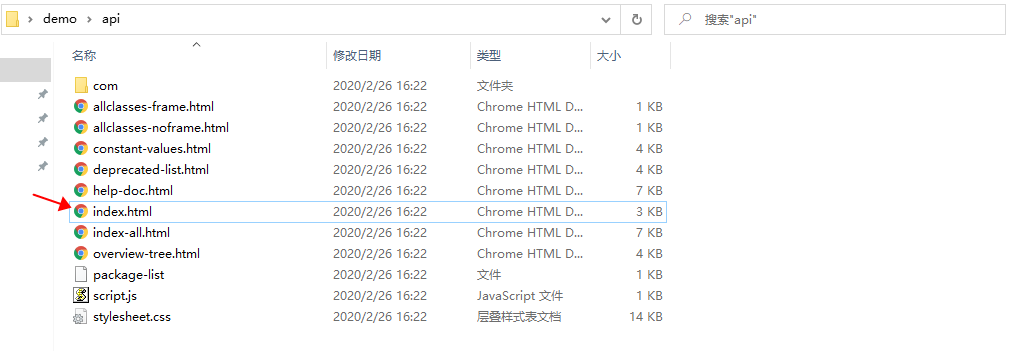 demo api 搜索"api"
名称 修改日期 类型 大小
com 2020/2/26 16:22 文件夹
allclasses-frame.html 2020/2/26 16:22 Chrome HTML D... 1 KB
allclasses-noframe.html 2020/2/26 16:22 Chrome HTML D... 1 KB
constant-values.html 2020/2/26 16:22 Chrome HTML D... 4 KB
deprecated-list.html 2020/2/26 16:22 Chrome HTML D... 4 KB
help-doc.html 2020/2/26 16:22 Chrome HTML D... 7 KB
index.html 2020/2/26 16:22 Chrome HTML D... 3 KB
index-all.html 2020/2/26 16:22 Chrome HTML D... 7 KB
overview-tree.html 2020/2/26 16:22 Chrome HTML D... 4 KB
package-list 2020/2/26 16:22 文件 1 KB
script.js 2020/2/26 16:22 JavaScript 文件 1 KB
stylesheet.css 2020/2/26 16:22 层叠样式表文档 14 KB